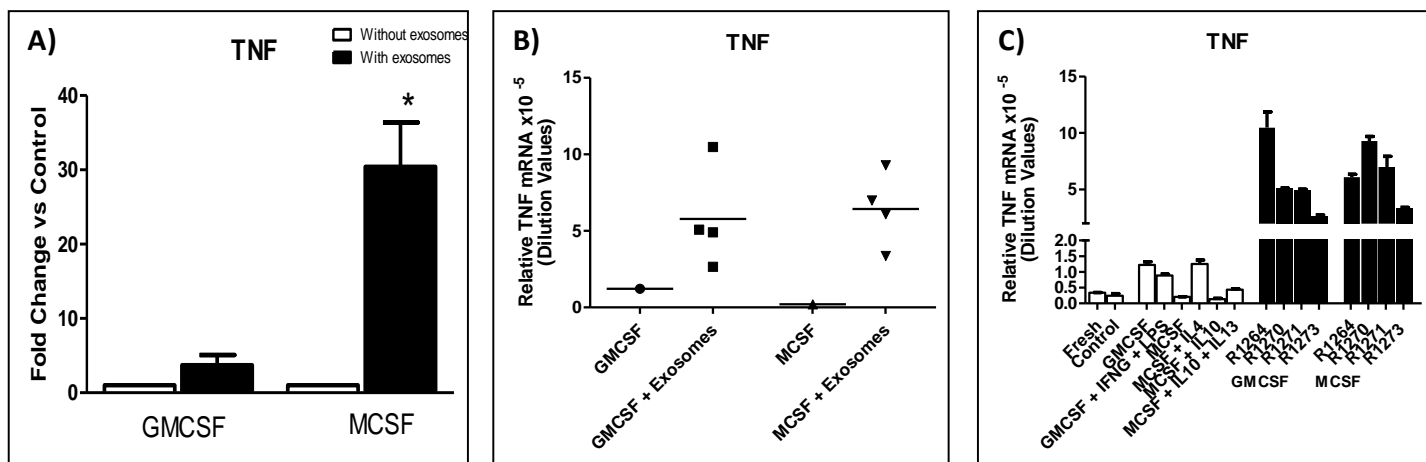 A)
TNF
Without exosomes
With exosomes
Fold Change vs Control
40
30
20
10
0
*
GMCSF
MCSF
B)
TNF
Relative TNF mRNA x10 -5
(Dilution Values)
15
10
5
0
GMCSF
GMCSF + Exosomes
MCSF
MCSF + Exosomes
C)
TNF
Relative TNF mRNA x10 -5
(Dilution Values)
15
10
5
2.0
1.5
1.0
0.5
0.0
Fresh
Control
GMCSF
GMCSF + IFNG + LPS
MCSF
MCSF + IL4
MCSF + IL10
MCSF + IL10 + IL13
R1264
R1270
R1271
R1273
R1264
R1270
R1271
R1273
GMCSF
MCSF